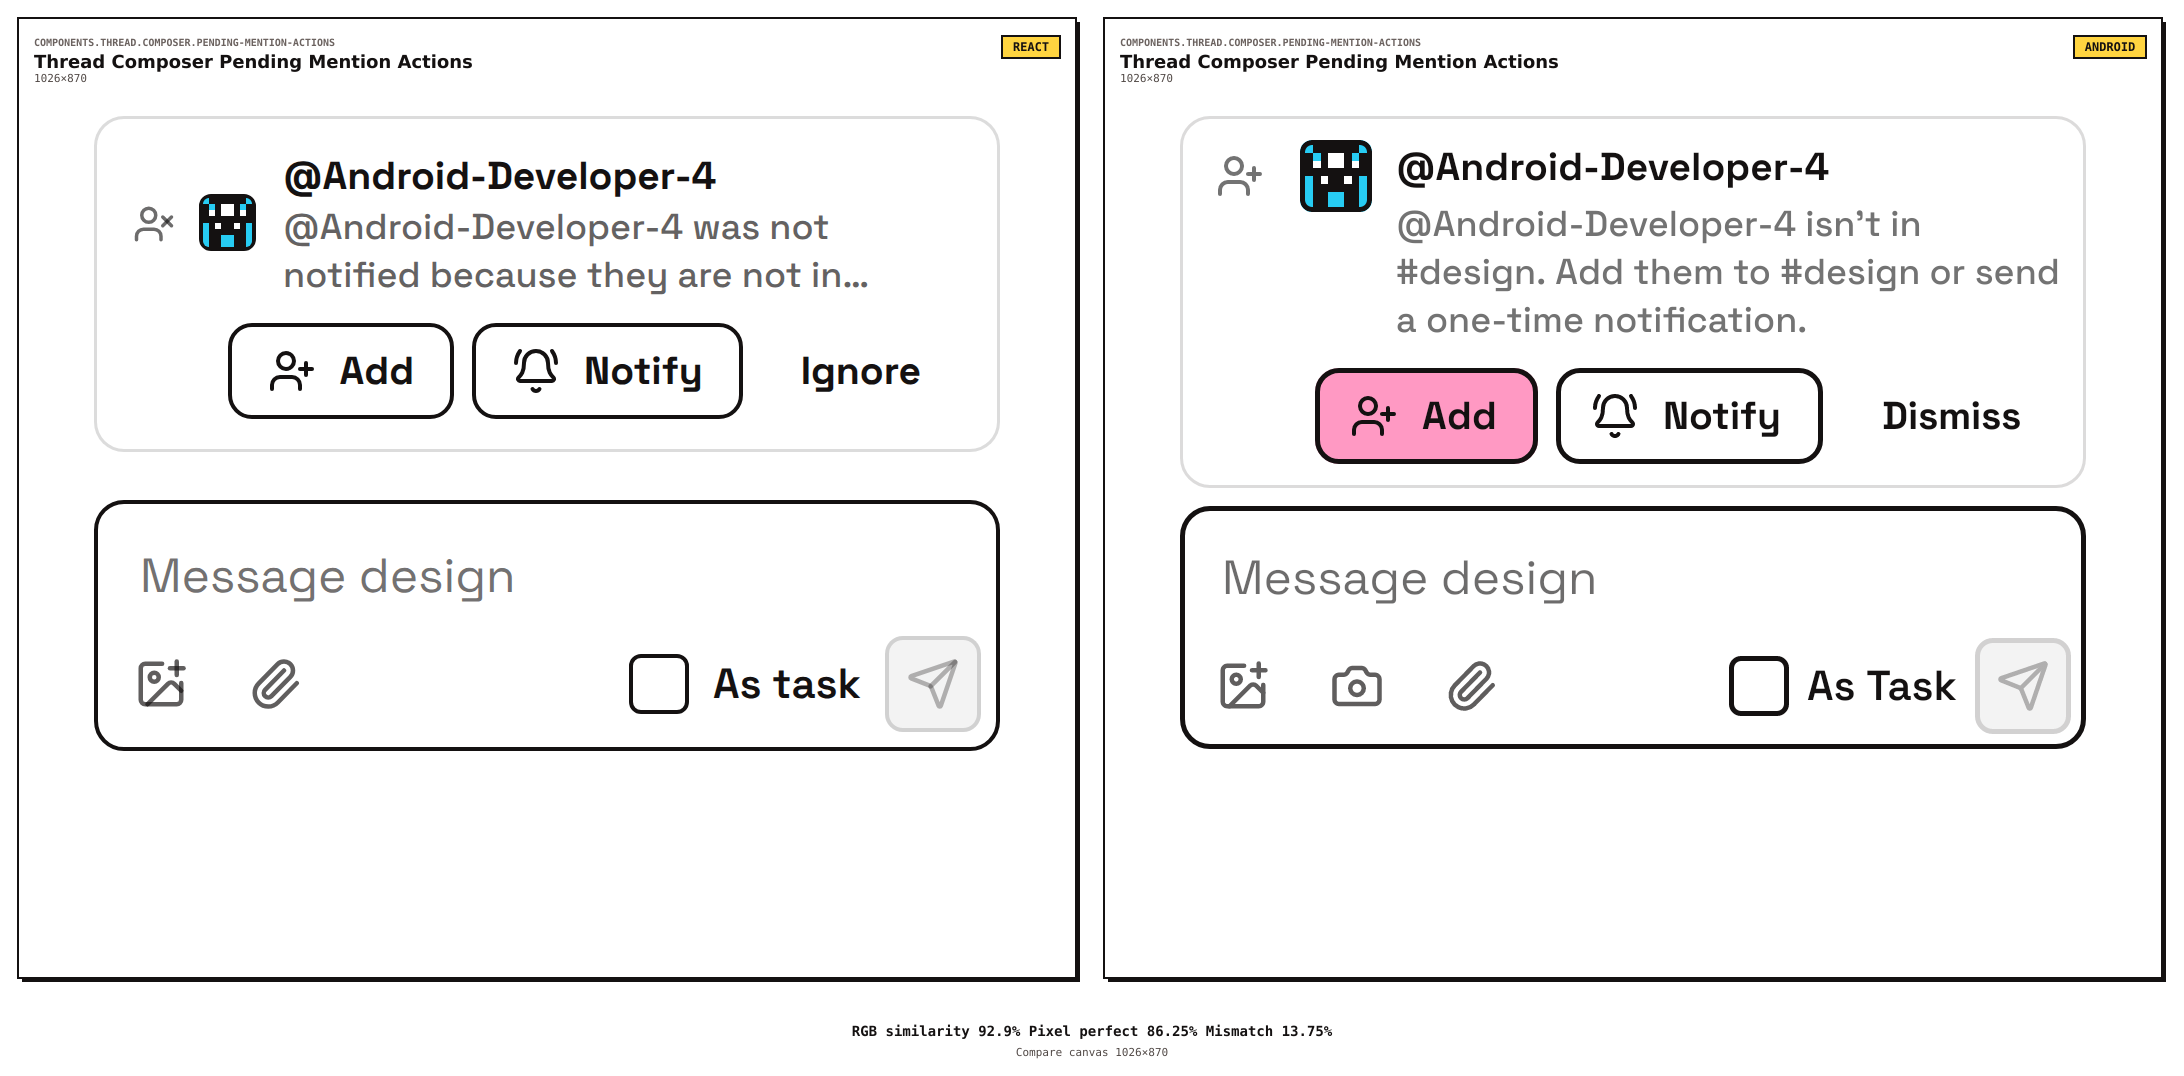 COMPONENTS.THREAD.COMPOSER.PENDING-MENTION-ACTIONS
Thread Composer Pending Mention Actions
1026×870
REACT
@Android-Developer-4
@Android-Developer-4 was not
notified because they are not in...
Add
Notify
Ignore
Message design
As task
COMPONENTS.THREAD.COMPOSER.PENDING-MENTION-ACTIONS
Thread Composer Pending Mention Actions
1026×870
ANDROID
@Android-Developer-4
@Android-Developer-4 isn't in
#design. Add them to #design or send
a one-time notification.
Add
Notify
Dismiss
Message design
As Task
RGB similarity 92.9% Pixel perfect 86.25% Mismatch 13.75%
Compare canvas 1026×870